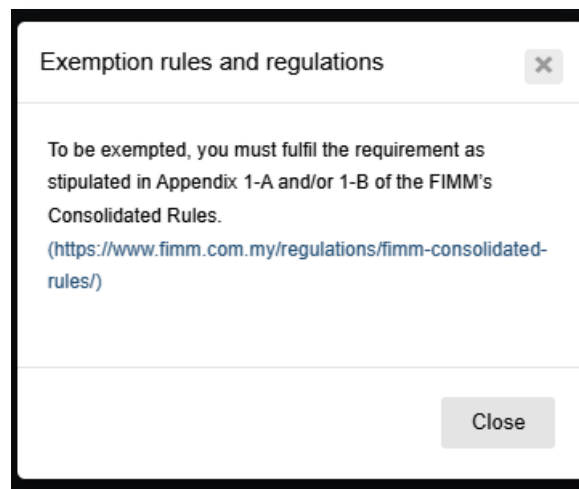 Exemption rules and regulations
×
To be exempted, you must fulfil the requirement as
stipulated in Appendix 1-A and/or 1-B of the FIMM's
Consolidated Rules.
(https://www.fimm.com.my/regulations/fimm-consolidated-
rules/)
Close